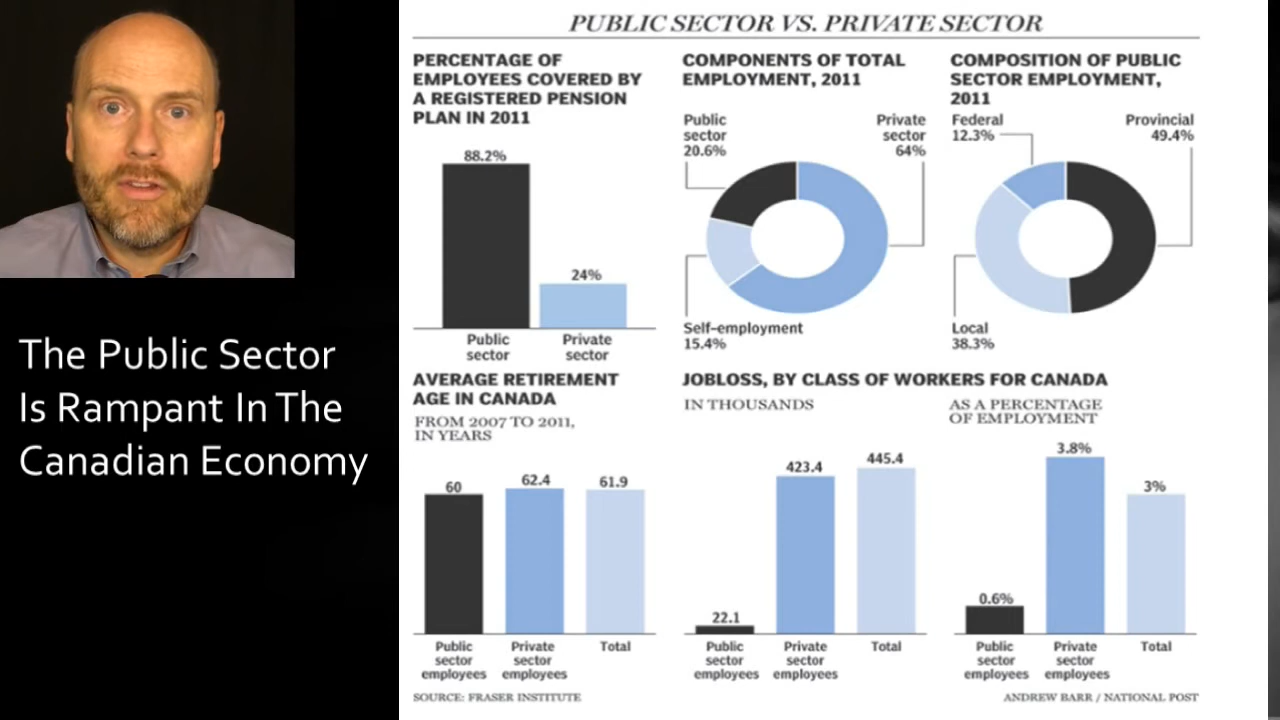 The Public Sector
Is Rampant In The
Canadian Economy
PUBLIC SECTOR VS. PRIVATE SECTOR
PERCENTAGE OF
EMPLOYEES COVERED BY
A REGISTERED PENSION
PLAN IN 2011
88.2%
24%
Public
sector
Private
sector
COMPONENTS OF TOTAL
EMPLOYMENT, 2011
Public
sector
20.6%
Private
sector
64%
Self-employment
15.4%
COMPOSITION OF PUBLIC
SECTOR EMPLOYMENT,
2011
Federal
12.3%
Provincial
49.4%
Local
38.3%
AVERAGE RETIREMENT
AGE IN CANADA
FROM 2007 TO 2011,
IN YEARS
60
62.4
61.9
Public
sector
employees
Private
sector
employees
Total
JOBLOSS, BY CLASS OF WORKERS FOR CANADA
IN THOUSANDS
22.1
423.4
445.4
Public
sector
employees
Private
sector
employees
Total
AS A PERCENTAGE
OF EMPLOYMENT
0.6%
3.8%
3%
Public
sector
employees
Private
sector
employees
Total
SOURCE: FRASER INSTITUTE
ANDREW BARR / NATIONAL POST